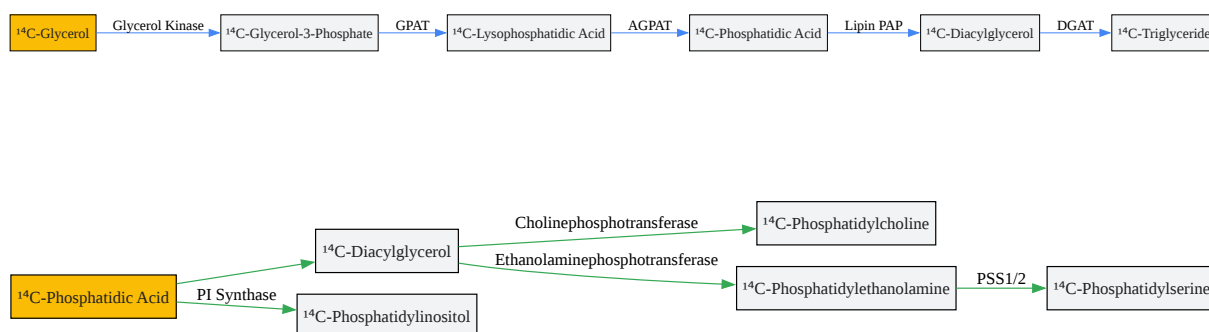 ¹⁴C-Glycerol
Glycerol Kinase
¹⁴C-Glycerol-3-Phosphate
GPAT
¹⁴C-Lysophosphatidic Acid
AGPAT
¹⁴C-Phosphatidic Acid
Lipin PAP
¹⁴C-Diacylglycerol
DGAT
¹⁴C-Triglyceride
¹⁴C-Phosphatidic Acid
PI Synthase
¹⁴C-Phosphatidylinositol
¹⁴C-Diacylglycerol
Cholinephosphotransferase
¹⁴C-Phosphatidylcholine
Ethanolaminephosphotransferase
¹⁴C-Phosphatidylethanolamine
PSS1/2
¹⁴C-Phosphatidylserine